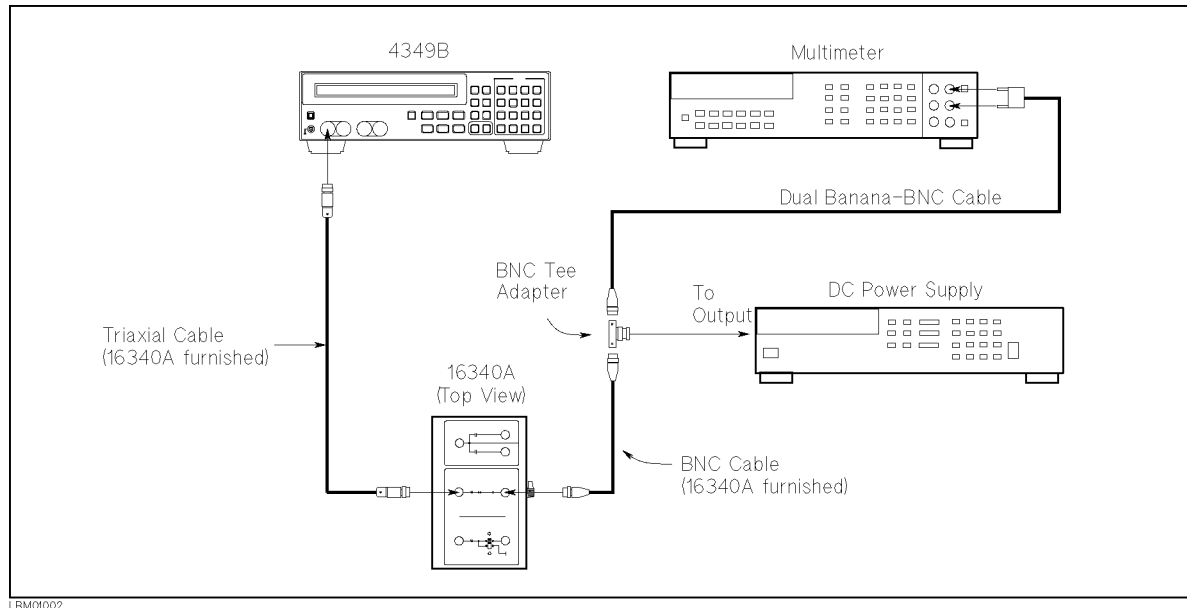 4349B
Multimeter
Dual Banana-BNC Cable
BNC Tee
Adapter
To
Output
DC Power Supply
Triaxial Cable
(16340A furnished)
16340A
(Top View)
BNC Cable
(16340A furnished)
LBM01002